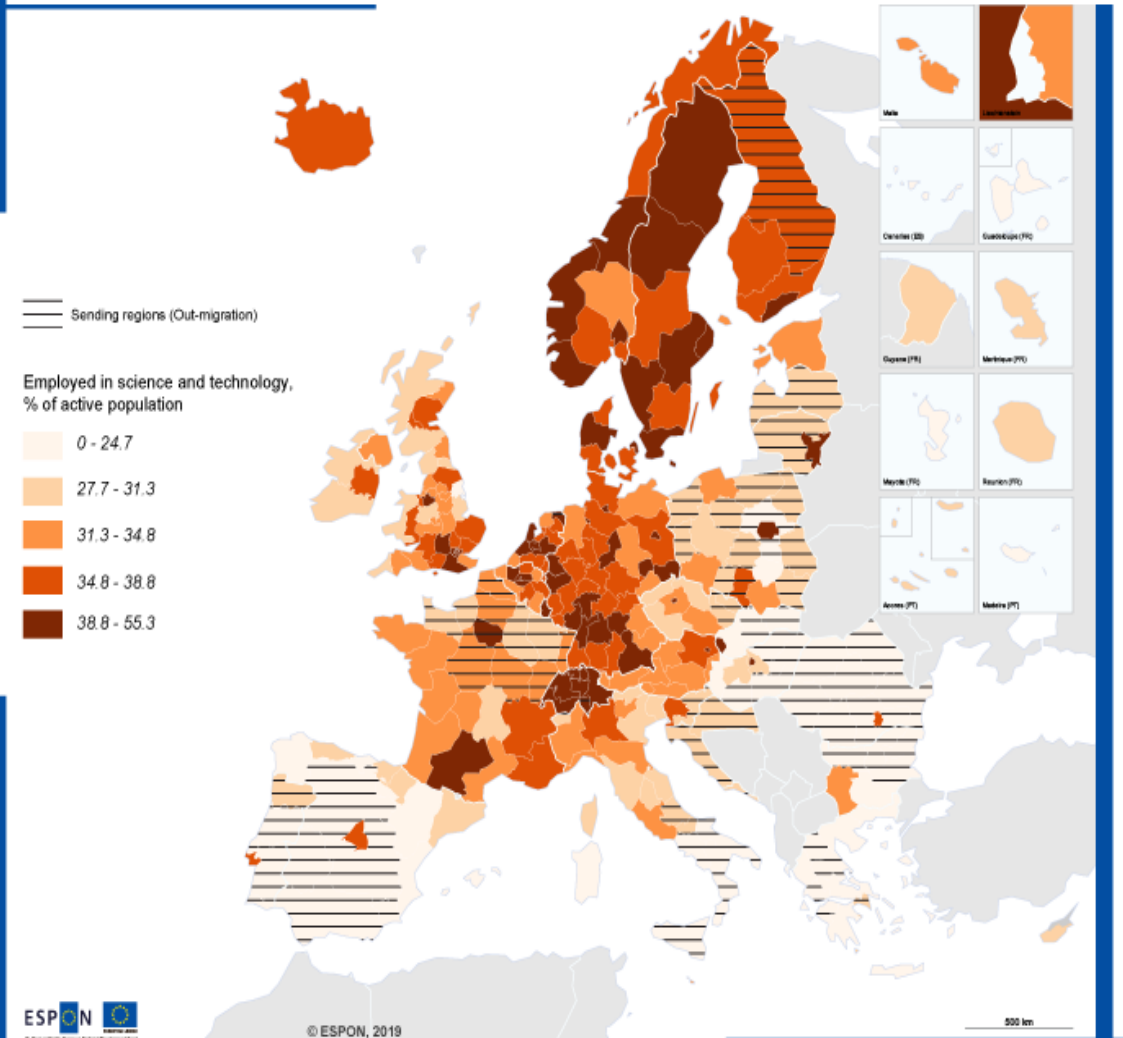 Malta
Liechtenstein
Canarias (ES)
Guadeloupe (FR)
Sending regions (Out-migration)
Guyane (FR)
Martinique (FR)
Employed in science and technology,
% of active population
0 - 24.7
27.7 - 31.3
31.3 - 34.8
34.8 - 38.8
38.8 - 55.3
Mayotte (FR)
Reunion (FR)
Acores (PT)
Madeira (PT)
ESPON
© ESPON, 2019
500 km